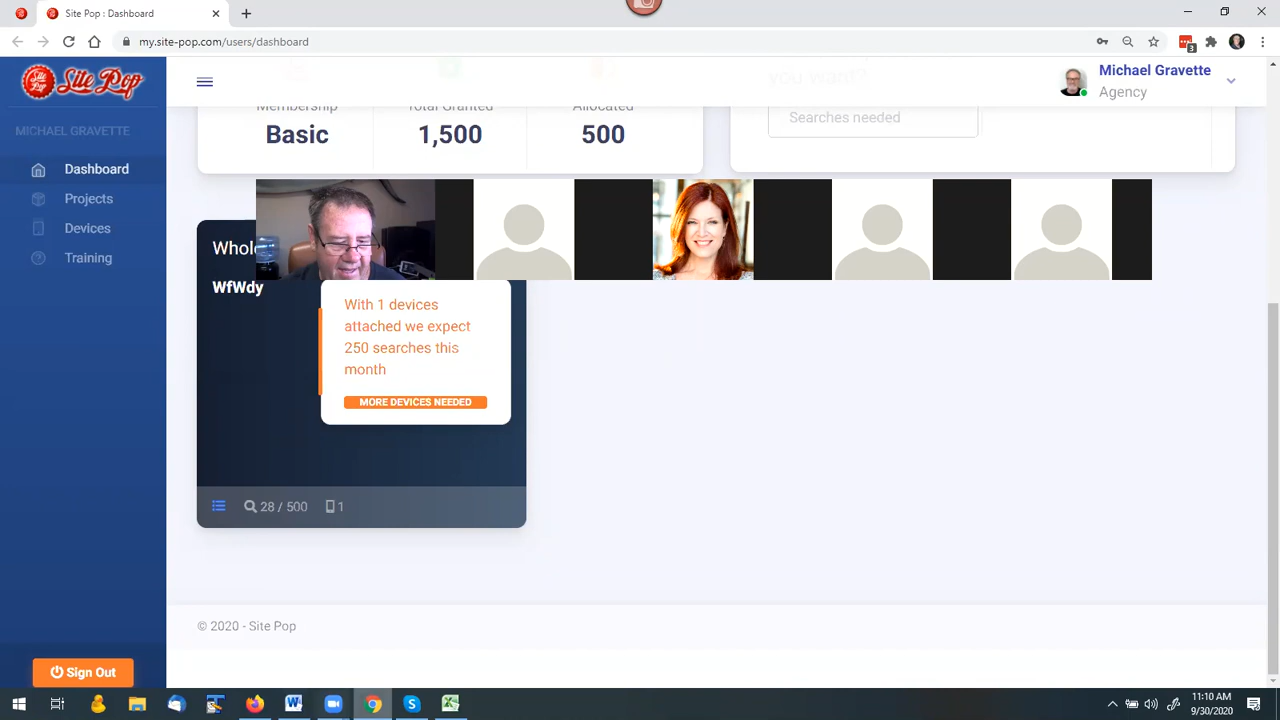 Site Pop : Dashboard
my.site-pop.com/users/dashboard
3
Site Pop
MICHAEL GRAVETTE
Dashboard
Projects
Devices
Training
Sign Out
Michael Gravette
Agency
you want?
Membership
Total Granted
Allocated
Basic
1,500
500
Searches needed
WfWdy
With 1 devices
attached we expect
250 searches this
month
MORE DEVICES NEEDED
28 / 500
1
© 2020 - Site Pop
11:10 AM
9/30/2020